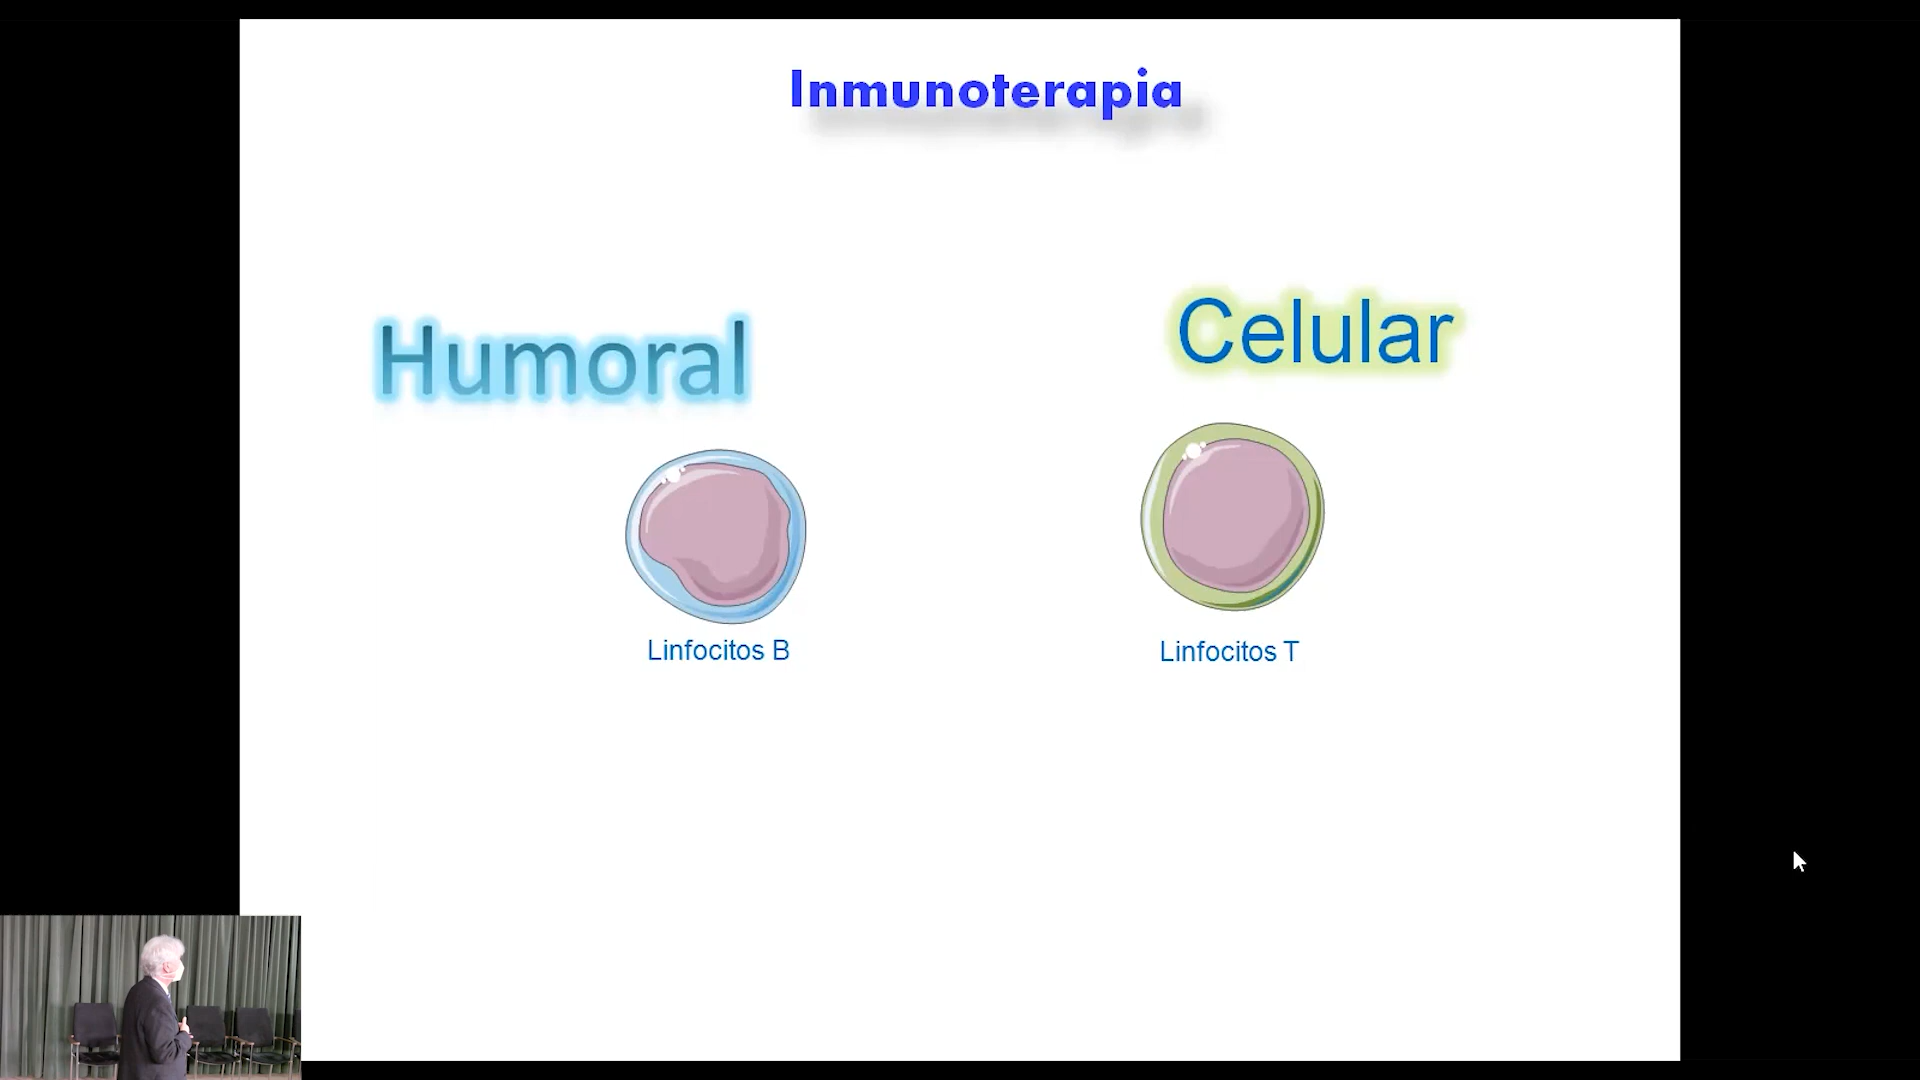 Inmunoterapia
Humoral
Celular
Linfocitos B
Linfocitos T